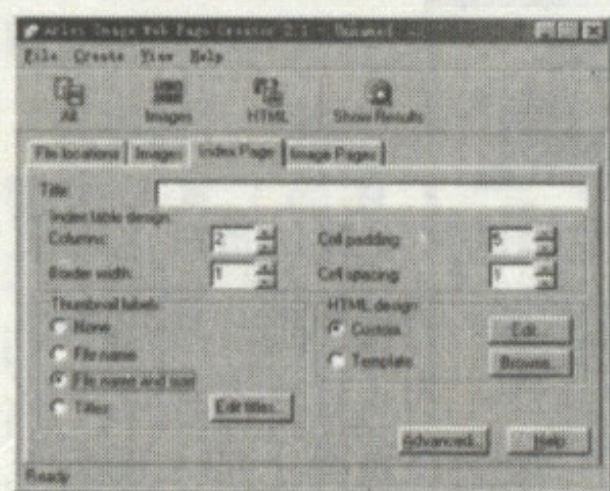 Arles Image Web Page Creator 2.1 - Unnamed
File Create View Help
All Images HTML Show Results
File locations Images Index Page Image Pages
Title:
Index table design
Columns: 2 Cell padding: 5
Border width: 1 Cell spacing: 1
Thumbnail labels HTML design
None Custom Edit...
File name Template Browse...
File name and size
Titles Edit titles...
Advanced... Help
Ready